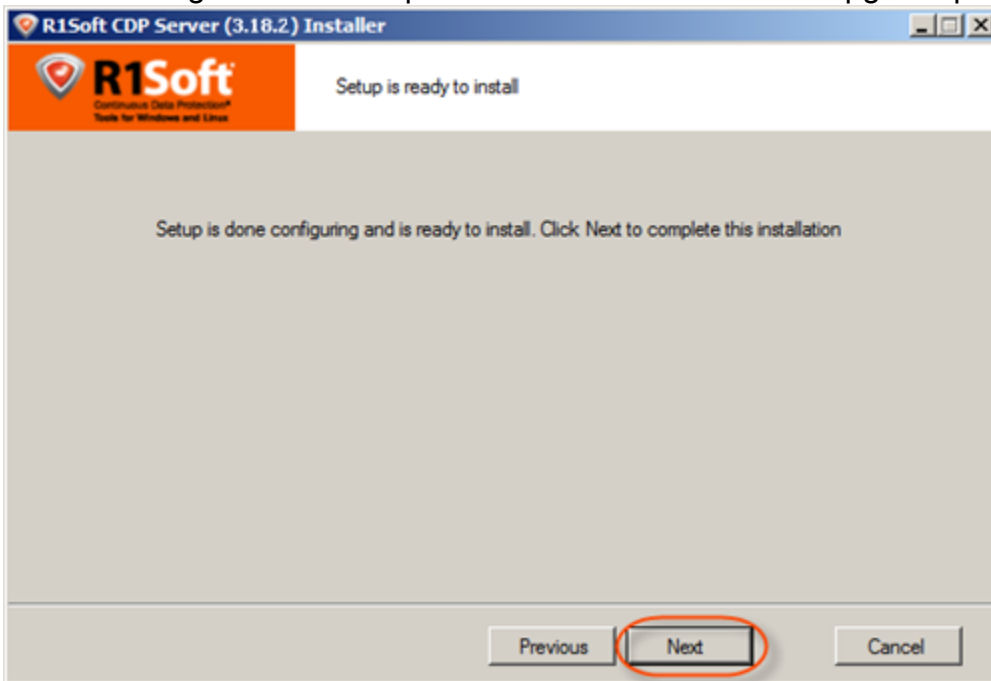 R1Soft CDP Server (3.18.2) Installer
R1Soft
Continuous Data Protection®
Tools for Windows and Linux
Setup is ready to install
Setup is done configuring and is ready to install. Click Next to complete this installation
Previous Next Cancel